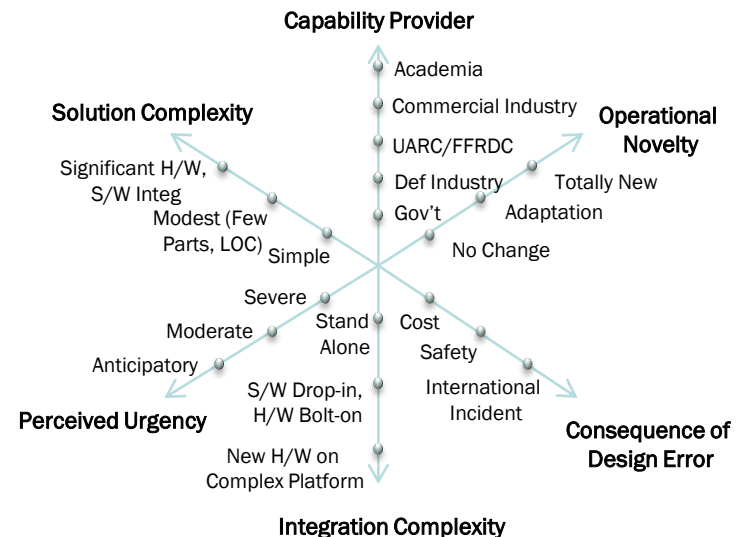 Capability Provider
Academia
Commercial Industry
UARC/FFRDC
Def Industry
Gov't
Operational
Novelty
Totally New
Adaptation
No Change
Solution Complexity
Significant H/W,
S/W Integ
Modest (Few
Parts, LOC)
Simple
Severe
Moderate
Anticipatory
Perceived Urgency
Stand
Alone
S/W Drop-in,
H/W Bolt-on
New H/W on
Complex Platform
Integration Complexity
Cost
Safety
International
Incident
Consequence of
Design Error